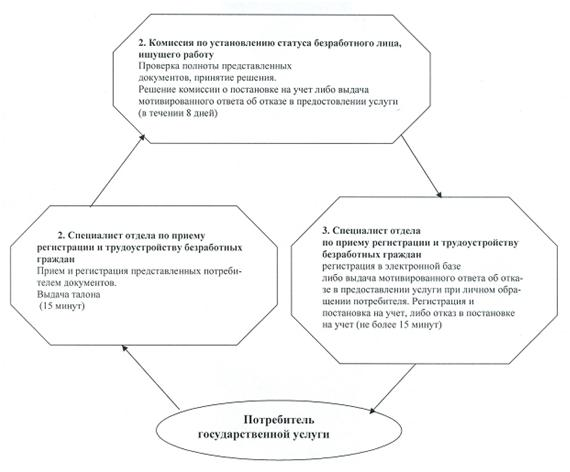 2. Комиссия по установлению статуса безработного лица,
ищущего работу
Проверка полноты представленных
документов, принятие решения.
Решение комиссии о постановке на учет либо выдача
мотивированного ответа об отказе в предостовлении услуги
(в течении 8 дней)
2. Специалист отдела по приему
регистрации и трудоустройству безработных
граждан
Прием и регистрация представленных потреби-
телем документов.
Выдача талона
(15 минут)
3. Специалист отдела
по приему регистрации и трудоустройству
безработных граждан
регистрация в электронной базе
либо выдача мотивированного ответа об отка-
зе в предоставлении услуги при личном обра-
щении потребителя. Регистрация и
постановка на учет, либо отказ в постановке
на учет (не более 15 минут)
Потребитель
государственной услуги